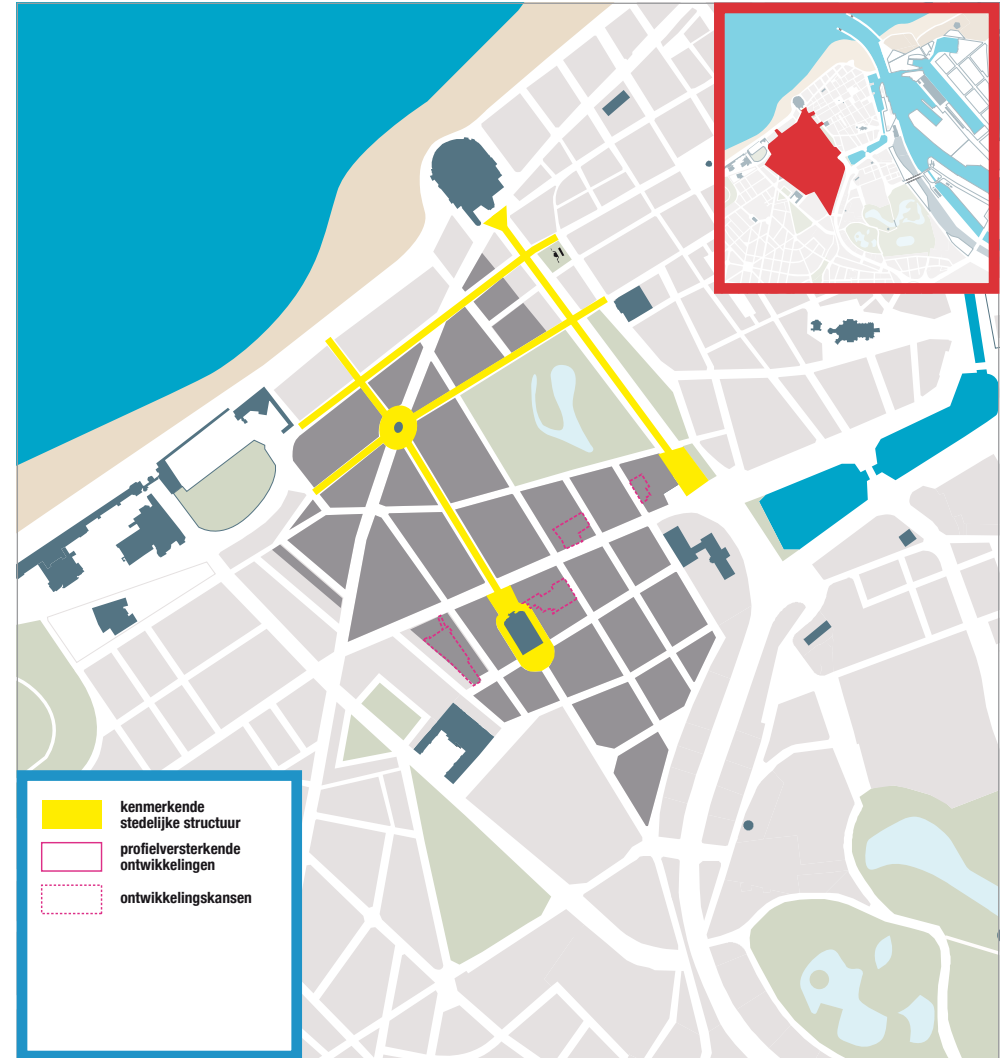 kenmerkende
stedelijke structuur
profielversterkende
ontwikkelingen
ontwikkelingskansen